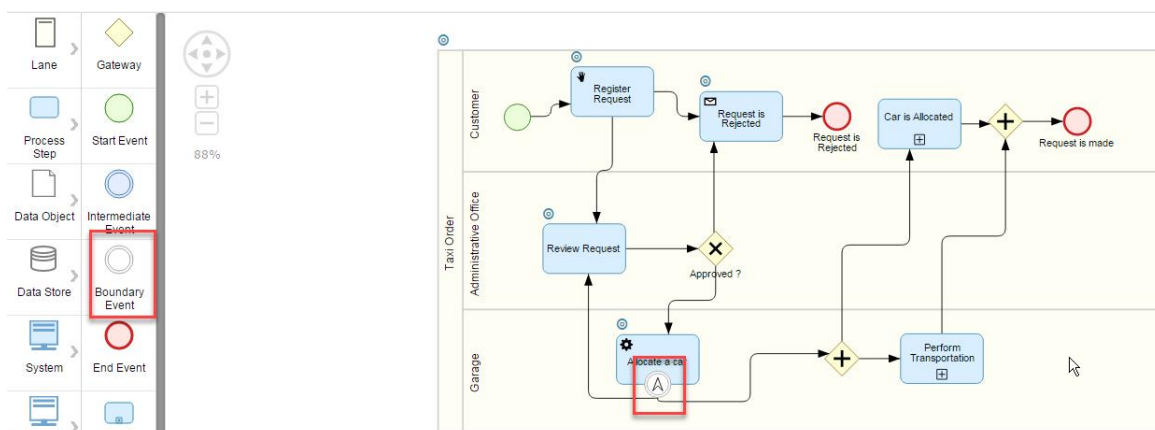 Lane
Gateway
Process
Step
Start Event
88%
Data Object
Intermediate
Event
Data Store
Boundary
Event
System
End Event
Taxi Order
Customer
Register
Request
Request is
Rejected
Request is
Rejected
Car is Allocated
Request is made
Administrative Office
Review Request
Approved ?
Garage
Allocate a car
Perform
Transportation